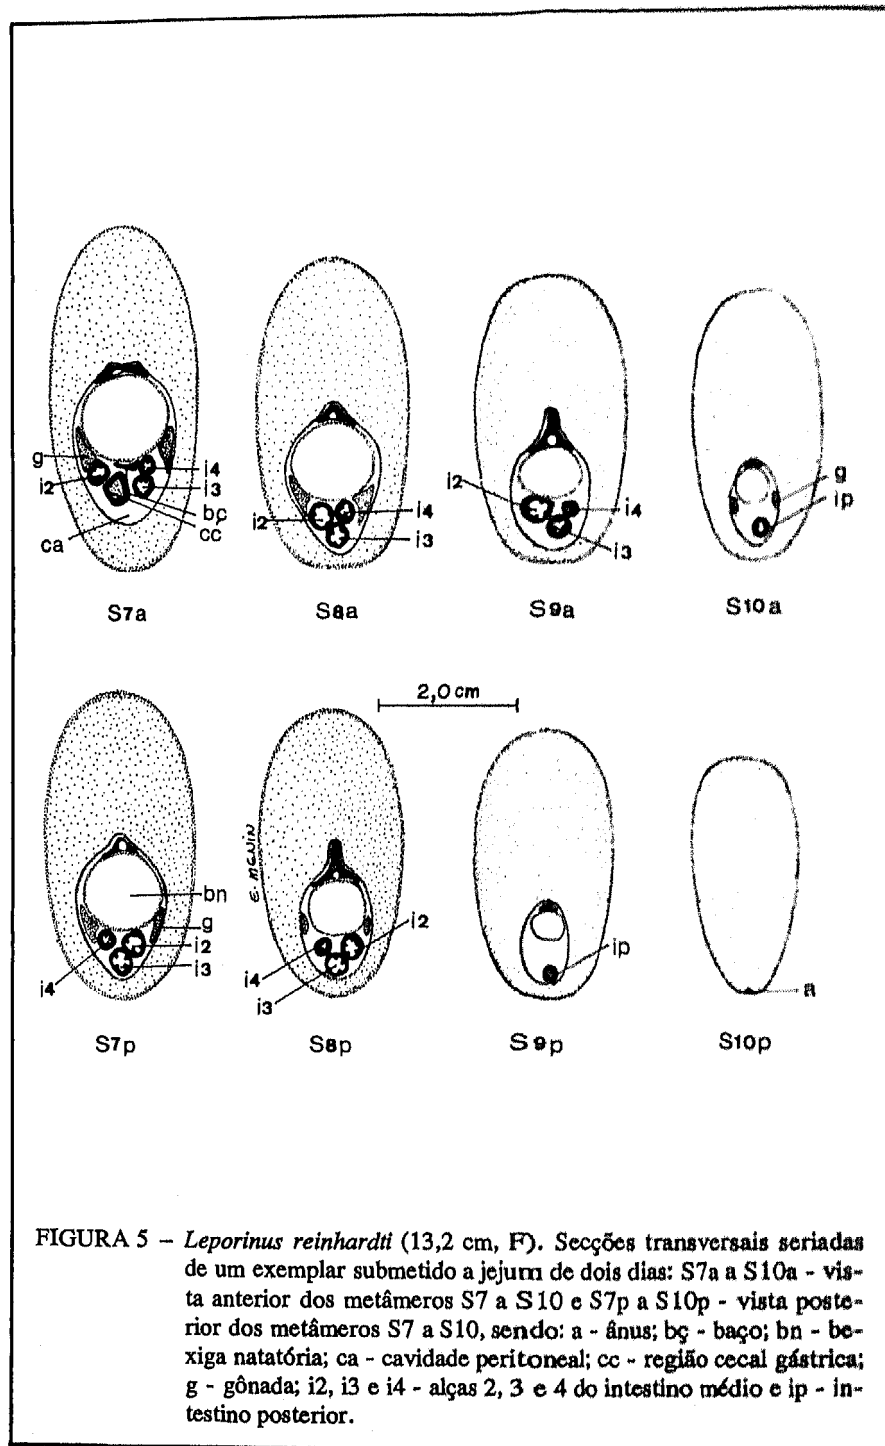 g
i2
ca
i4
i3
bç
cc
S7a
i2
i4
i3
S8a
i2
i4
i3
S9a
g
ip
S10a
2,0 cm
bn
g
i2
i3
i4
S7p
E. MENIN
i2
i4
i3
S8p
ip
S9p
a
S10p
FIGURA 5 – Leporinus reinhardti (13,2 cm, F). Secções transversais seriadas
de um exemplar submetido a jejum de dois dias: S7a a S10a - vis-
ta anterior dos metâmeros S7 a S10 e S7p a S10p - vista poste-
rior dos metâmeros S7 a S10, sendo: a - ânus; bç - baço; bn - be-
xiga natatória; ca - cavidade peritoneal; cc - região cecal gástrica;
g - gônada; i2, i3 e i4 - alças 2, 3 e 4 do intestino médio e ip - in-
testino posterior.